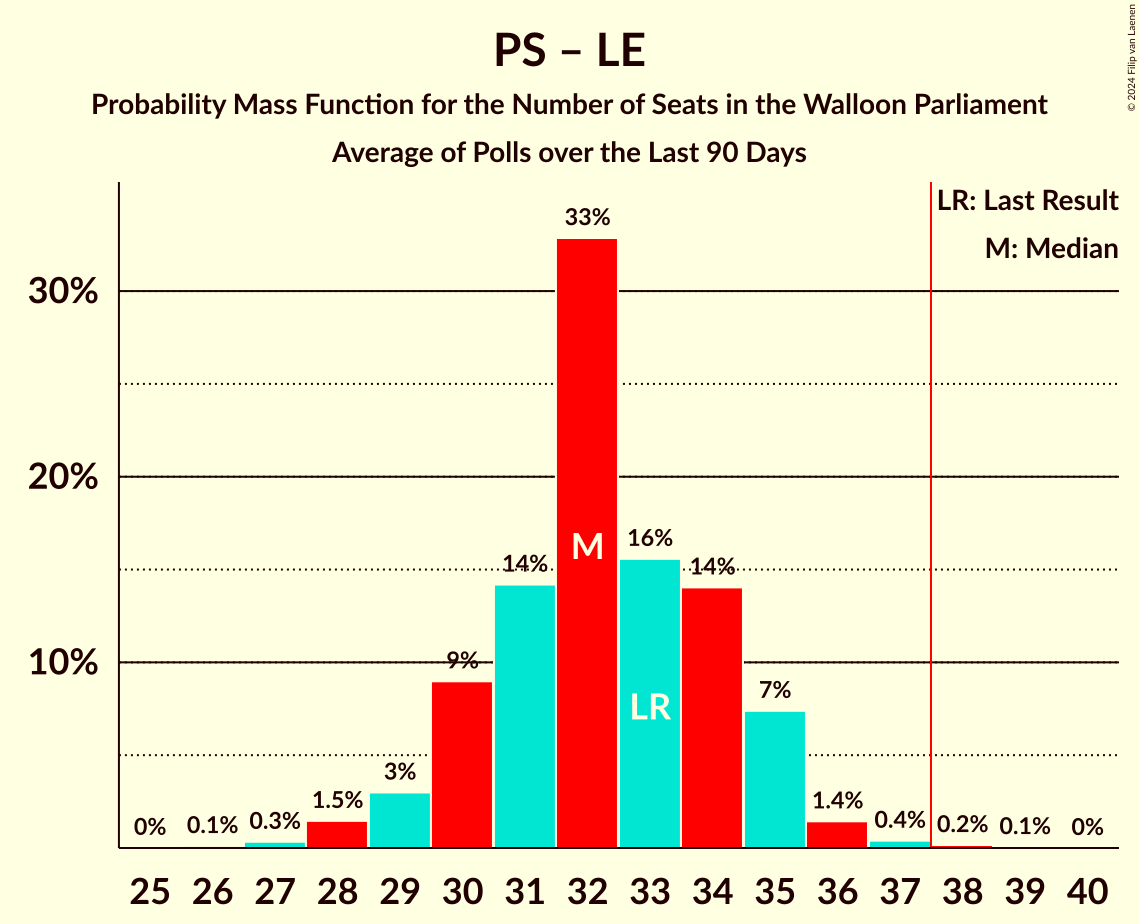 PS – LE
Probability Mass Function for the Number of Seats in the Walloon Parliament
Average of Polls over the Last 90 Days
© 2024 Filip van Laenen
LR: Last Result
M: Median
30%
20%
10%
0%
0.1%
0.3%
1.5%
3%
9%
14%
33%
16%
14%
7%
1.4%
0.4%
0.2%
0.1%
0%
M
LR
25 26 27 28 29 30 31 32 33 34 35 36 37 38 39 40